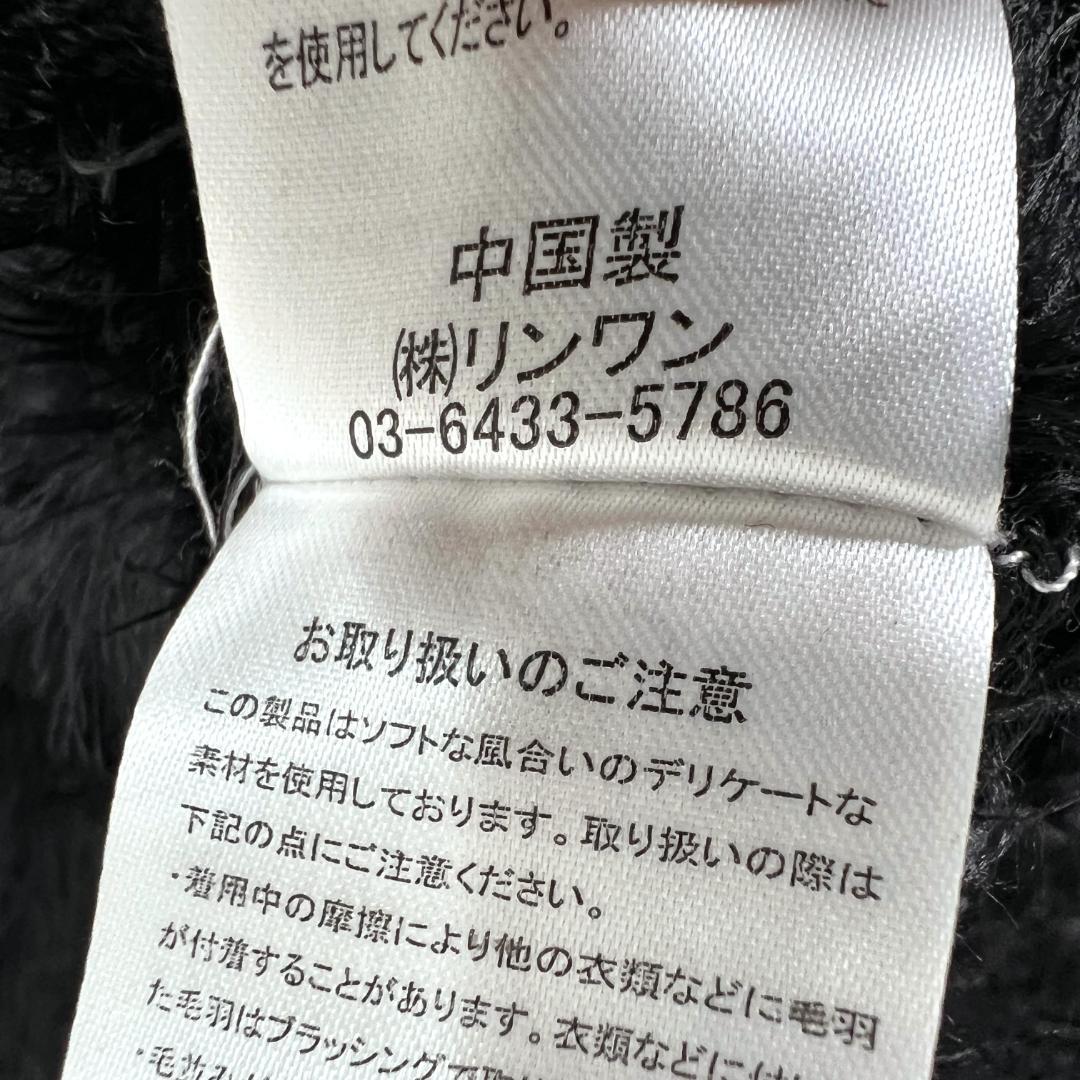 を使用してください。
中国製
㈱リンワン
03-6433-5786
お取り扱いのご注意
この製品はソフトな風合いのデリケートな
素材を使用しております。取り扱いの際は
下記の点にご注意ください。
・着用中の摩擦により他の衣類などに毛羽
が付着することがあります。衣類などに付
た毛羽はブラッシングで取